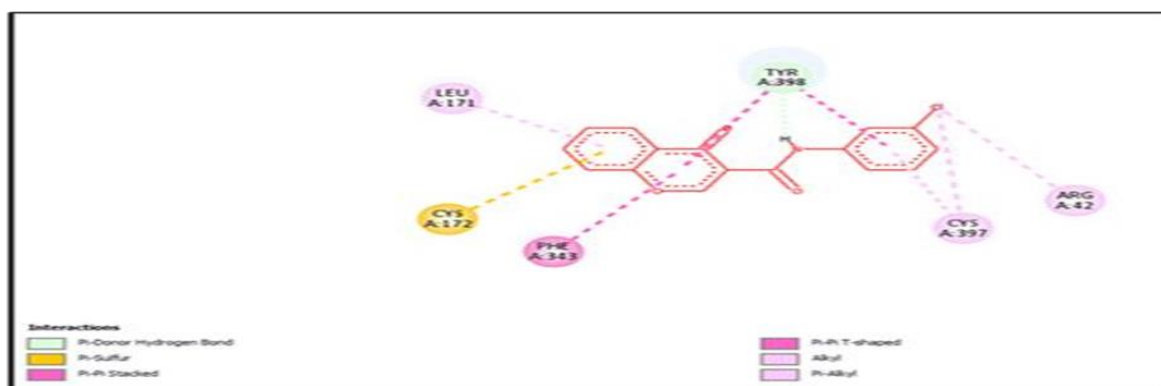 TYR
A:398
LEU
A:171
H
ARG
A:42
CYS
A:172
CYS
A:397
PHE
A:343
Interactions
Pi-Donor Hydrogen Bond
Pi-Sulfur
Pi-Pi Stacked
Pi-Pi T-shaped
Alkyl
Pi-Alkyl